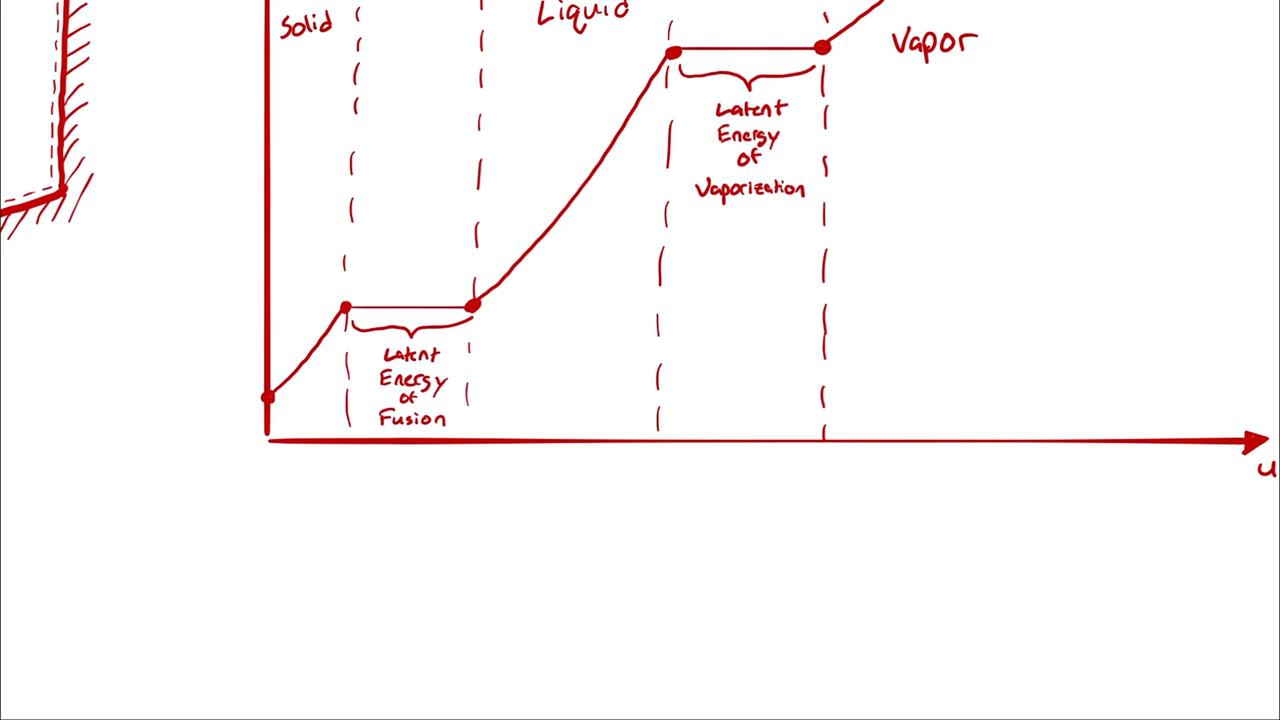 Solid
Liquid
Vapor
Latent
Energy
of
Vaporization
Latent
Energy
of
Fusion
u